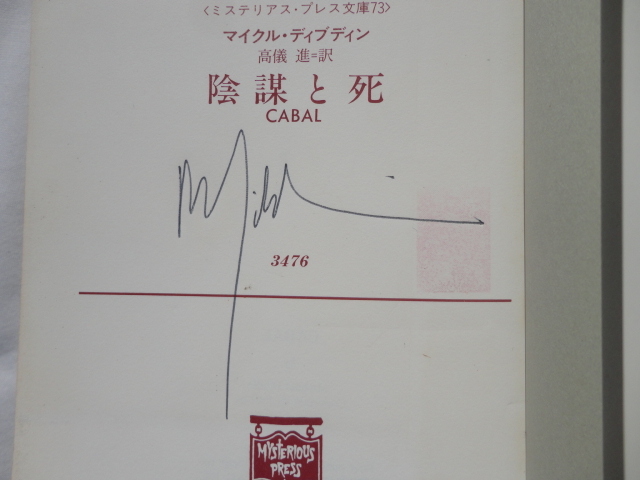 〈ミステリアス・プレス文庫73〉
マイクル・ディブディン
高儀 進=訳
陰謀と死
CABAL
3476
MYSTERIOUS
PRESS